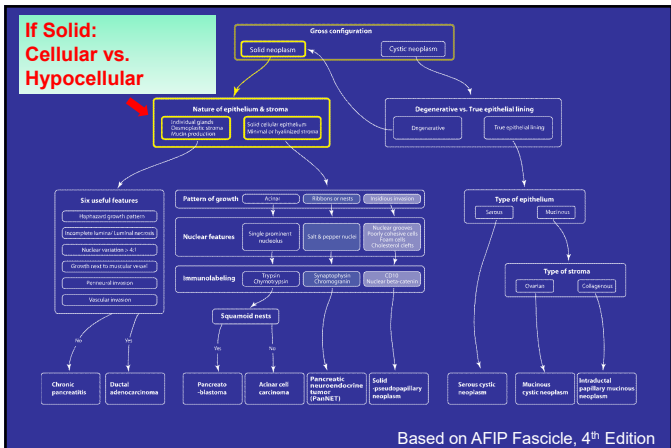 If Solid:
Cellular vs.
Hypocellular
Gross configuration
Solid neoplasm
Cystic neoplasm
Nature of epithelium & stroma
Individual glands
Desmoplastic stroma
Mucin production
Solid cellular epithelium
Minimal or hyalinized stroma
Degenerative vs. True epithelial lining
Degenerative
True epithelial lining
Six useful features
Haphazard growth pattern
Incomplete lumina/ Luminal necrosis
Nuclear variation > 4:1
Growth next to muscular vessel
Perineural invasion
Vascular invasion
No
Yes
Chronic
pancreatitis
Ductal
adenocarcinoma
Pattern of growth
Acinar
Ribbons or nests
Insidious invasion
Nuclear features
Single prominent
nucleolus
Salt & pepper nuclei
Nuclear grooves
Poorly cohesive cells
Foam cells
Cholesterol clefts
Immunolabeling
Trypsin
Chymotrypsin
Synaptophysin
Chromogranin
CD10
Nuclear beta-catenin
Squamoid nests
Yes
No
Pancreato
-blastoma
Acinar cell
carcinoma
Pancreatic
neuroendocrine
tumor
(PanNET)
Solid
-pseudopapillary
neoplasm
Type of epithelium
Serous
Mucinous
Type of stroma
Ovarian
Collagenous
Serous cystic
neoplasm
Mucinous
cystic neoplasm
Intraductal
papillary mucinous
neoplasm
Based on AFIP Fascicle, 4th Edition